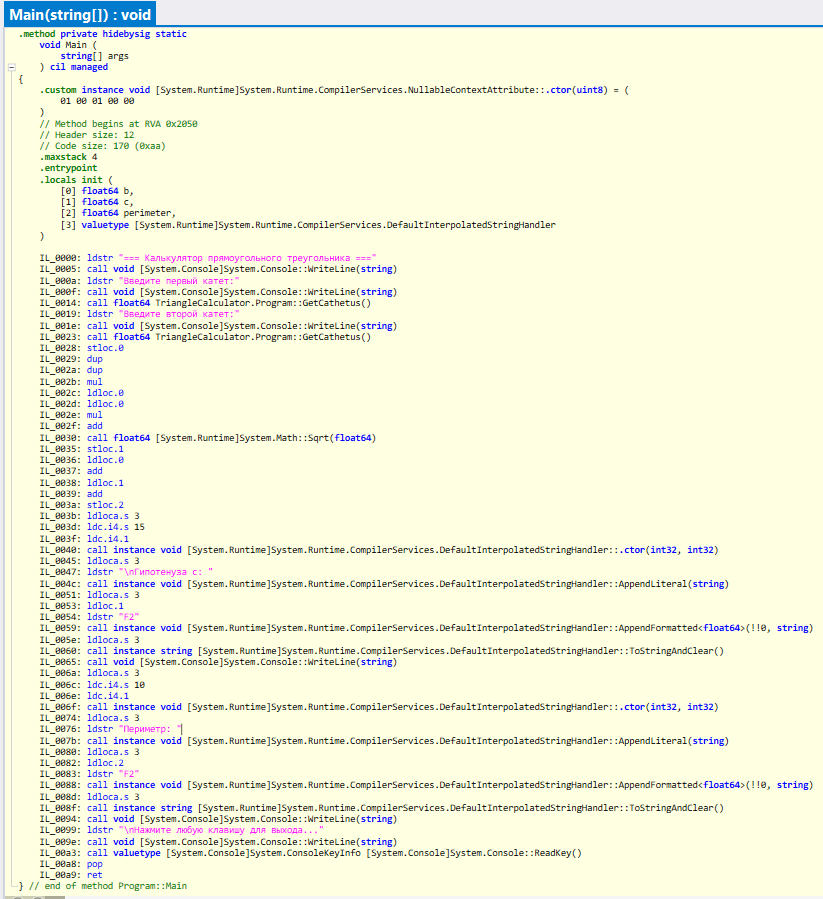 Main(string[]) : void
.method private hidebysig static
void Main (
string[] args
) cil managed
{
.custom instance void [System.Runtime]System.Runtime.CompilerServices.NullableContextAttribute::.ctor(uint8) = (
01 00 01 00 00
)
// Method begins at RVA 0x2050
// Header size: 12
// Code size: 170 (0xaa)
.maxstack 4
.entrypoint
.locals init (
[0] float64 b,
[1] float64 c,
[2] float64 perimeter,
[3] valuetype [System.Runtime]System.Runtime.CompilerServices.DefaultInterpolatedStringHandler
)
IL_0000: ldstr "=== Калькулятор прямоугольного треугольника ==="
IL_0005: call void [System.Console]System.Console::WriteLine(string)
IL_000a: ldstr "Введите первый катет:"
IL_000f: call void [System.Console]System.Console::WriteLine(string)
IL_0014: call float64 TriangleCalculator.Program::GetCathetus()
IL_0019: ldstr "Введите второй катет:"
IL_001e: call void [System.Console]System.Console::WriteLine(string)
IL_0023: call float64 TriangleCalculator.Program::GetCathetus()
IL_0028: stloc.0
IL_0029: dup
IL_002a: dup
IL_002b: mul
IL_002c: ldloc.0
IL_002d: ldloc.0
IL_002e: mul
IL_002f: add
IL_0030: call float64 [System.Runtime]System.Math::Sqrt(float64)
IL_0035: stloc.1
IL_0036: ldloc.0
IL_0037: add
IL_0038: ldloc.1
IL_0039: add
IL_003a: stloc.2
IL_003b: ldloca.s 3
IL_003d: ldc.i4.s 15
IL_003f: ldc.i4.1
IL_0040: call instance void [System.Runtime]System.Runtime.CompilerServices.DefaultInterpolatedStringHandler::.ctor(int32, int32)
IL_0045: ldloca.s 3
IL_0047: ldstr "\nГипотенуза c: "
IL_004c: call instance void [System.Runtime]System.Runtime.CompilerServices.DefaultInterpolatedStringHandler::AppendLiteral(string)
IL_0051: ldloca.s 3
IL_0053: ldloc.1
IL_0054: ldstr "F2"
IL_0059: call instance void [System.Runtime]System.Runtime.CompilerServices.DefaultInterpolatedStringHandler::AppendFormatted<float64>(!!0, string)
IL_005e: ldloca.s 3
IL_0060: call instance string [System.Runtime]System.Runtime.CompilerServices.DefaultInterpolatedStringHandler::ToStringAndClear()
IL_0065: call void [System.Console]System.Console::WriteLine(string)
IL_006a: ldloca.s 3
IL_006c: ldc.i4.s 10
IL_006e: ldc.i4.1
IL_006f: call instance void [System.Runtime]System.Runtime.CompilerServices.DefaultInterpolatedStringHandler::.ctor(int32, int32)
IL_0074: ldloca.s 3
IL_0076: ldstr "Периметр: "
IL_007b: call instance void [System.Runtime]System.Runtime.CompilerServices.DefaultInterpolatedStringHandler::AppendLiteral(string)
IL_0080: ldloca.s 3
IL_0082: ldloc.2
IL_0083: ldstr "F2"
IL_0088: call instance void [System.Runtime]System.Runtime.CompilerServices.DefaultInterpolatedStringHandler::AppendFormatted<float64>(!!0, string)
IL_008d: ldloca.s 3
IL_008f: call instance string [System.Runtime]System.Runtime.CompilerServices.DefaultInterpolatedStringHandler::ToStringAndClear()
IL_0094: call void [System.Console]System.Console::WriteLine(string)
IL_0099: ldstr "\nНажмите любую клавишу для выхода..."
IL_009e: call void [System.Console]System.Console::WriteLine(string)
IL_00a3: call valuetype [System.Console]System.ConsoleKeyInfo [System.Console]System.Console::ReadKey()
IL_00a8: pop
IL_00a9: ret
} // end of method Program::Main